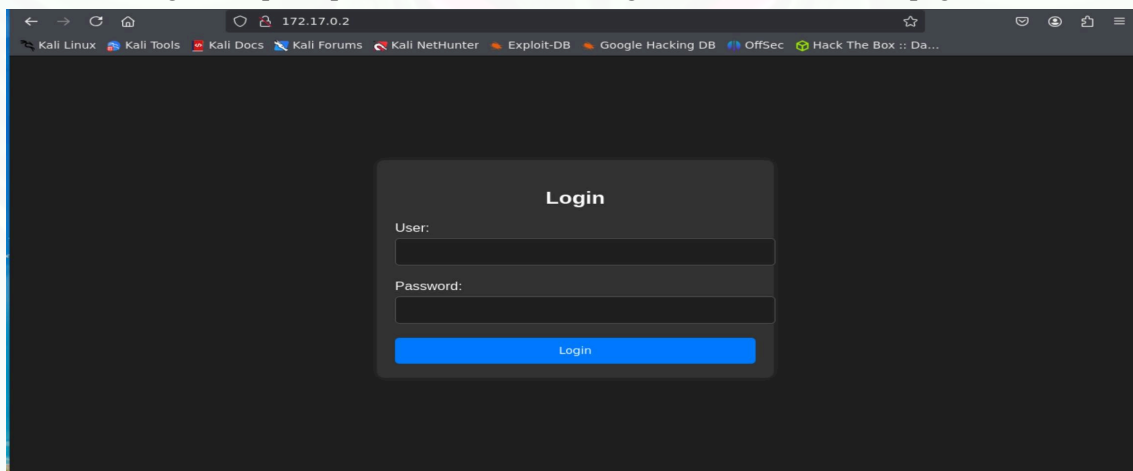 172.17.0.2
Kali Linux Kali Tools Kali Docs Kali Forums Kali NetHunter Exploit-DB Google Hacking DB OffSec Hack The Box :: Da…
Login
User:
Password:
Login